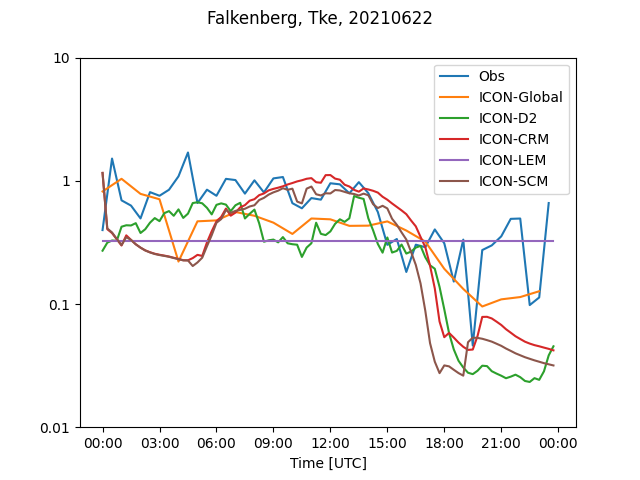 Falkenberg, Tke, 20210622
10
1
0.1
0.01
Obs
ICON-Global
ICON-D2
ICON-CRM
ICON-LEM
ICON-SCM
00:00 03:00 06:00 09:00 12:00 15:00 18:00 21:00 00:00
Time [UTC]